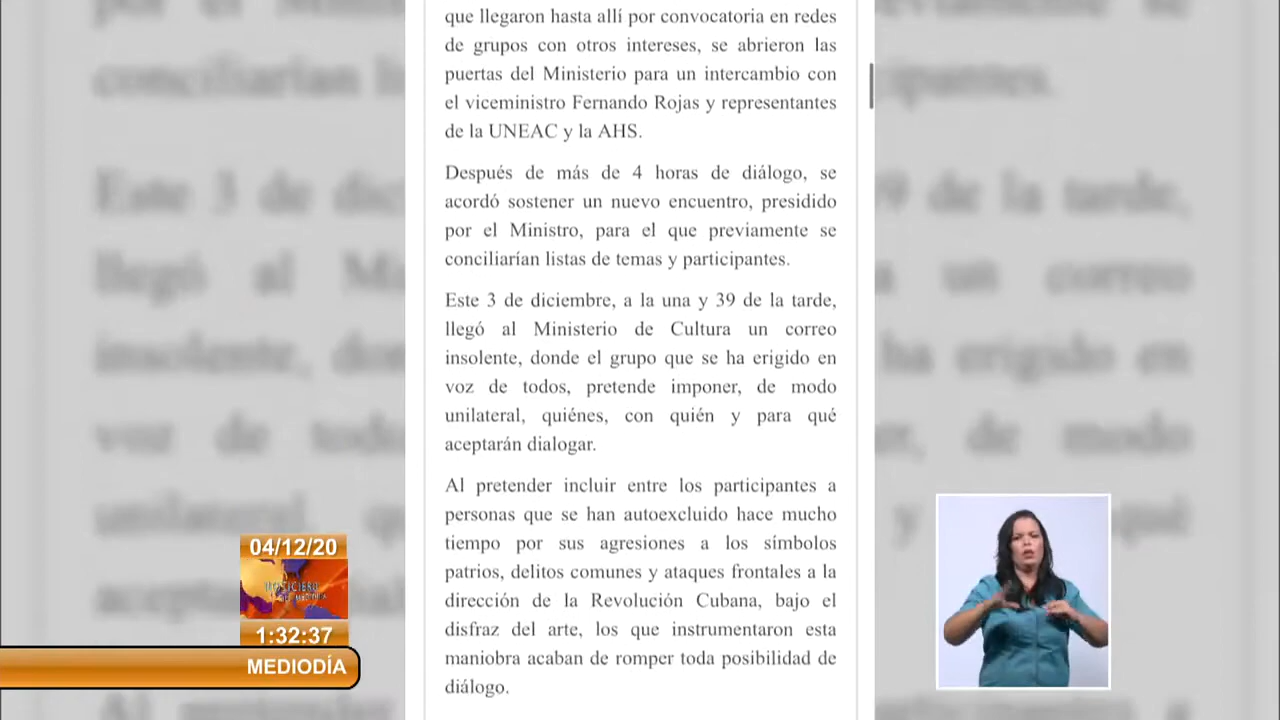 que llegaron hasta allí por convocatoria en redes
de grupos con otros intereses, se abrieron las
puertas del Ministerio para un intercambio con
el viceministro Fernando Rojas y representantes
de la UNEAC y la AHS.
Después de más de 4 horas de diálogo, se
acordó sostener un nuevo encuentro, presidido
por el Ministro, para el que previamente se
conciliarían listas de temas y participantes.
Este 3 de diciembre, a la una y 39 de la tarde,
llegó al Ministerio de Cultura un correo
insolente, donde el grupo que se ha erigido en
voz de todos, pretende imponer, de modo
unilateral, quiénes, con quién y para qué
aceptarán dialogar.
Al pretender incluir entre los participantes a
personas que se han autoexcluido hace mucho
tiempo por sus agresiones a los símbolos
patrios, delitos comunes y ataques frontales a la
dirección de la Revolución Cubana, bajo el
disfraz del arte, los que instrumentaron esta
maniobra acaban de romper toda posibilidad de
diálogo.
04/12/20
NOTICIERO
1:32:37
MEDIODÍA